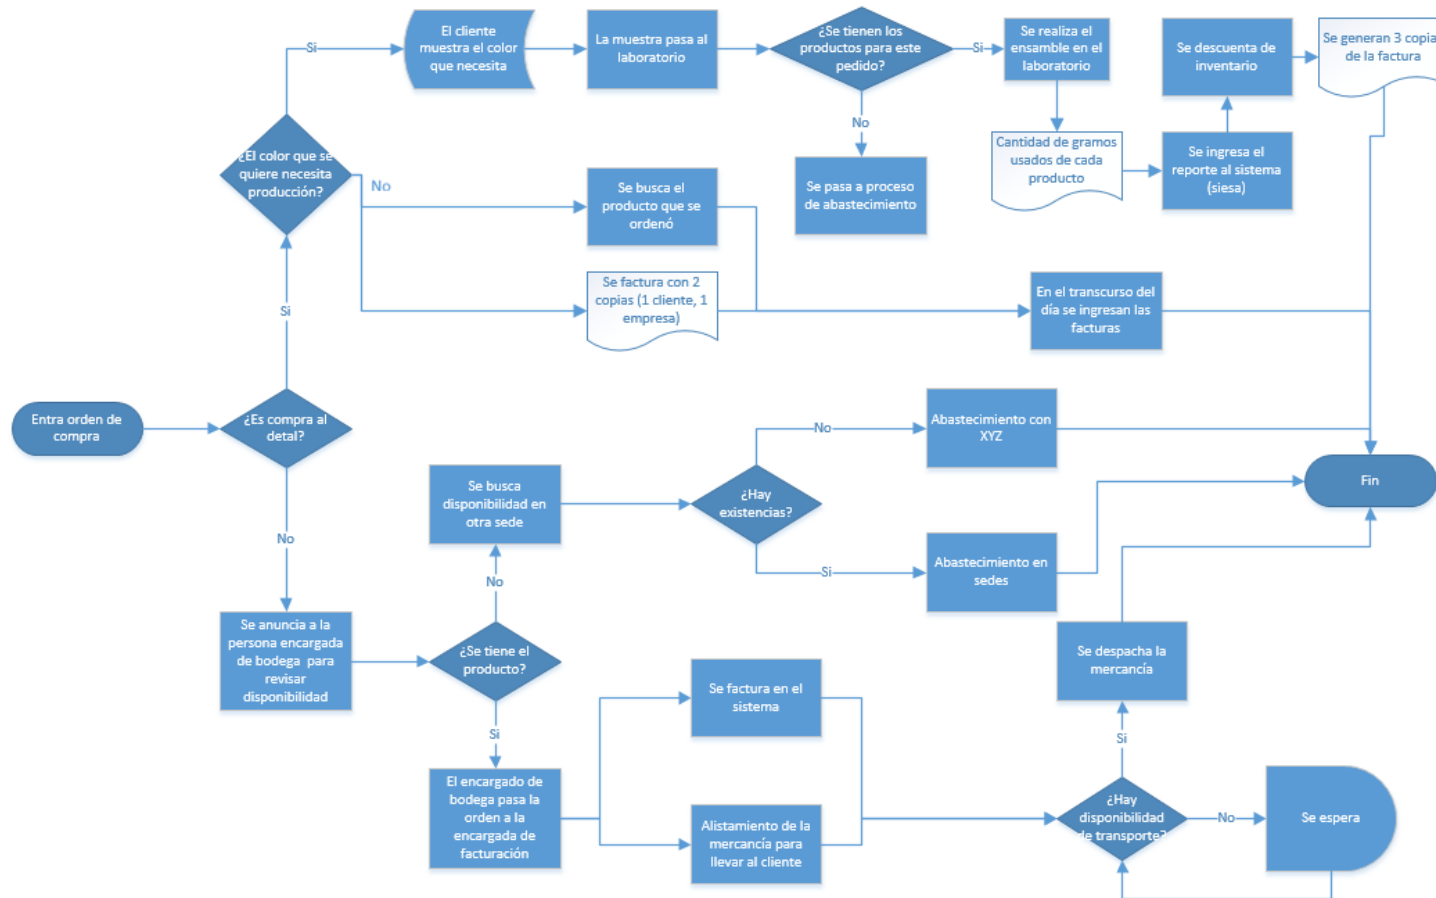 Si
El cliente
muestra el color
que necesita
La muestra pasa al
laboratorio
¿Se tienen los
productos para este
pedido?
Si
Se realiza el
ensamble en el
laboratorio
Se descuenta de
inventario
Se generan 3 copia
de la factura
No
¿El color que se
quiere necesita
producción?
No
Se busca el
producto que se
ordenó
Se pasa a proceso
de abastecimiento
Cantidad de gramos
usados de cada
producto
Se ingresa el
reporte al sistema
(siesa)
Se factura con 2
copias (1 cliente, 1
empresa)
En el transcurso del
día se ingresan las
facturas
Si
Entra orden de
compra
¿Es compra al
detal?
No
Se busca
disponibilidad en
otra sede
¿Hay
existencias?
No
Abastecimiento con
XYZ
Si
Abastecimiento en
sedes
Fin
No
Se anuncia a la
persona encargada
de bodega para
revisar
disponibilidad
¿Se tiene el
producto?
Si
Se factura en el
sistema
Se despacha la
mercancía
Si
El encargado de
bodega pasa la
orden a la
encargada de
facturación
Alistamiento de la
mercancía para
llevar al cliente
¿Hay
disponibilidad
de transporte?
No
Se espera